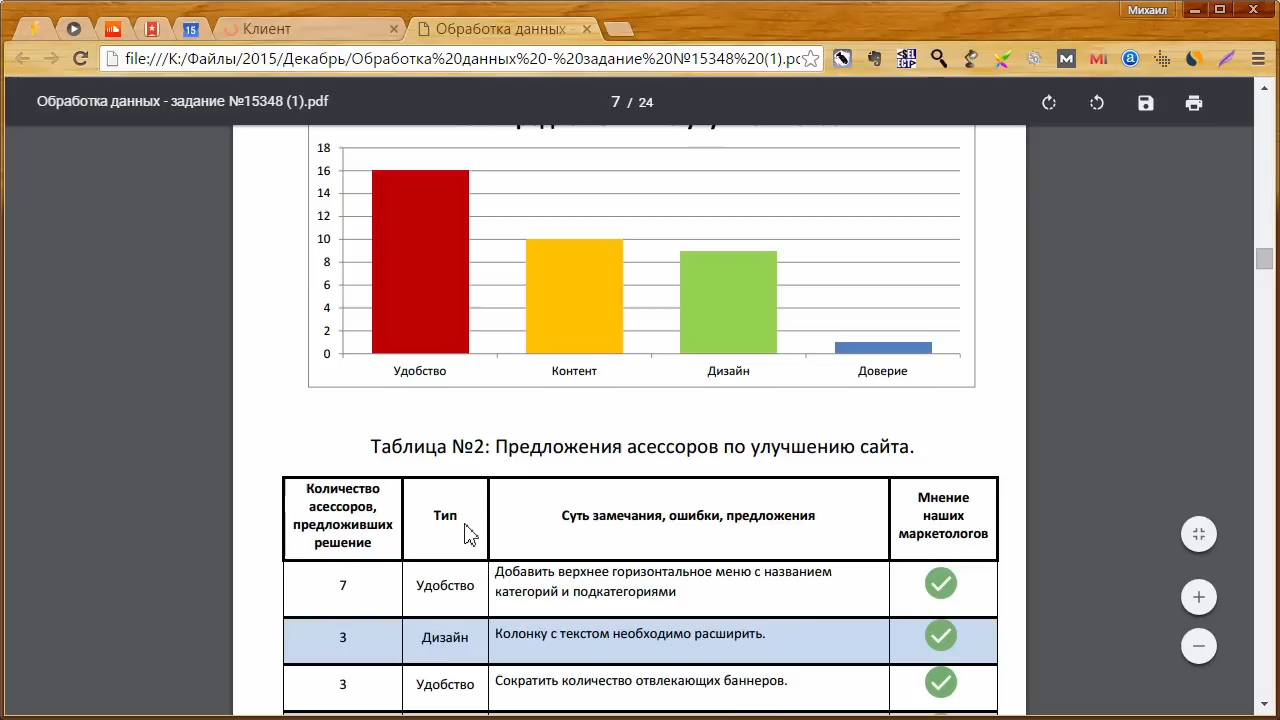 Михаил
15
Клиент
Обработка данных -
file:///K:/Файлы/2015/Декабрь/Обработка%20данных%20-%20задание%20№15348%20(1).pd
Обработка данных - задание №15348 (1).pdf
7 / 24
18
16
14
12
10
8
6
4
2
0
Удобство Контент Дизайн Доверие
Таблица №2: Предложения асессоров по улучшению сайта.
Количество асессоров, предложивших решение
Тип
Суть замечания, ошибки, предложения
Мнение наших маркетологов
7
Удобство
Добавить верхнее горизонтальное меню с названием
категорий и подкатегориями
3
Дизайн
Колонку с текстом необходимо расширить.
3
Удобство
Сократить количество отвлекающих баннеров.